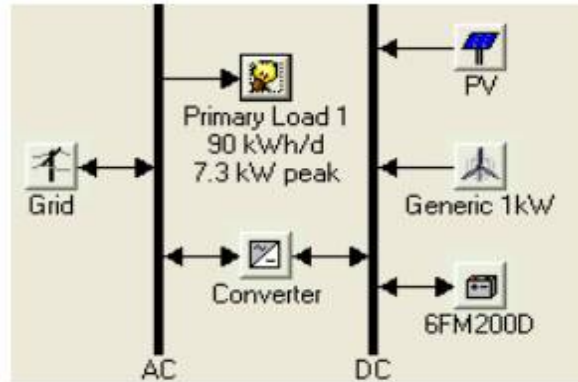 PV
Primary Load 1
90 kWh/d
7.3 kW peak
Grid
Generic 1kW
Converter
6FM200D
AC
DC